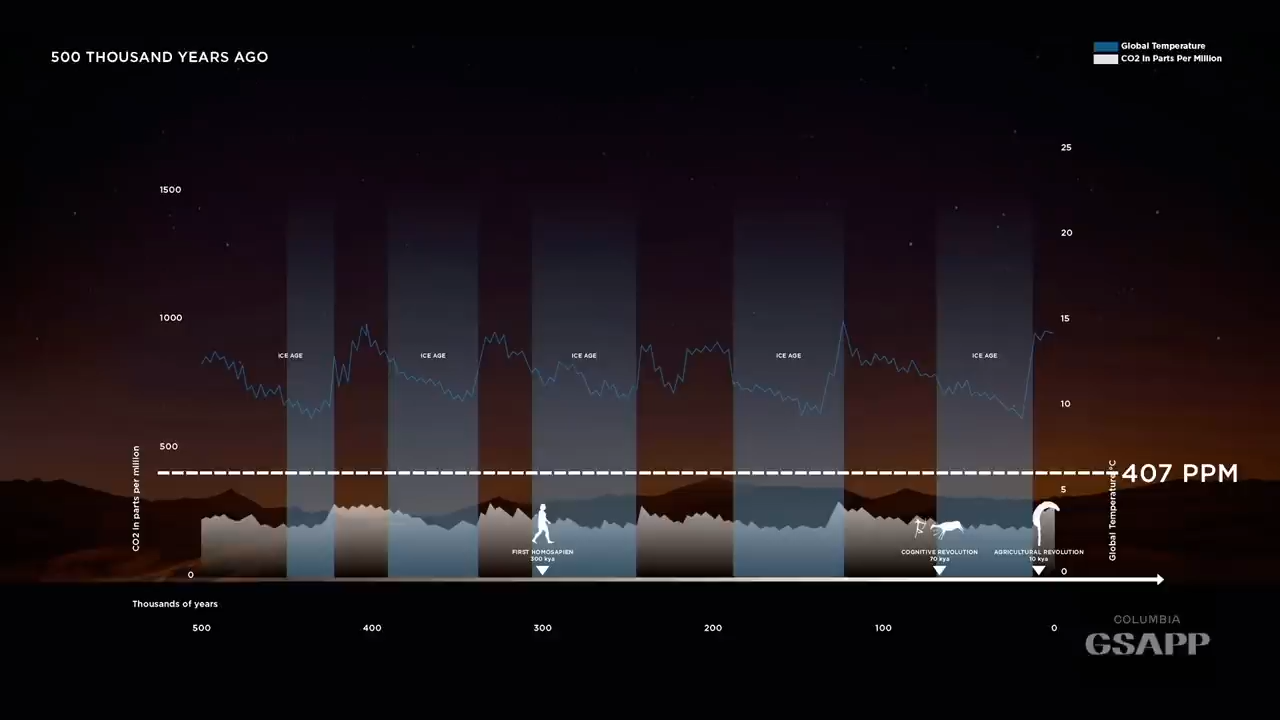 500 THOUSAND YEARS AGO
Global Temperature
CO2 In Parts Per Million
25
1500
20
1000
15
ICE AGE
ICE AGE
ICE AGE
ICE AGE
ICE AGE
10
500
407 PPM
5
CO2 in parts per million
Global Temperature °C
FIRST HOMOSAPIEN
300 kya
COGNITIVE REVOLUTION
70 kya
AGRICULTURAL REVOLUTION
10 kya
0
0
Thousands of years
500
400
300
200
100
0
COLUMBIA
GSAPP